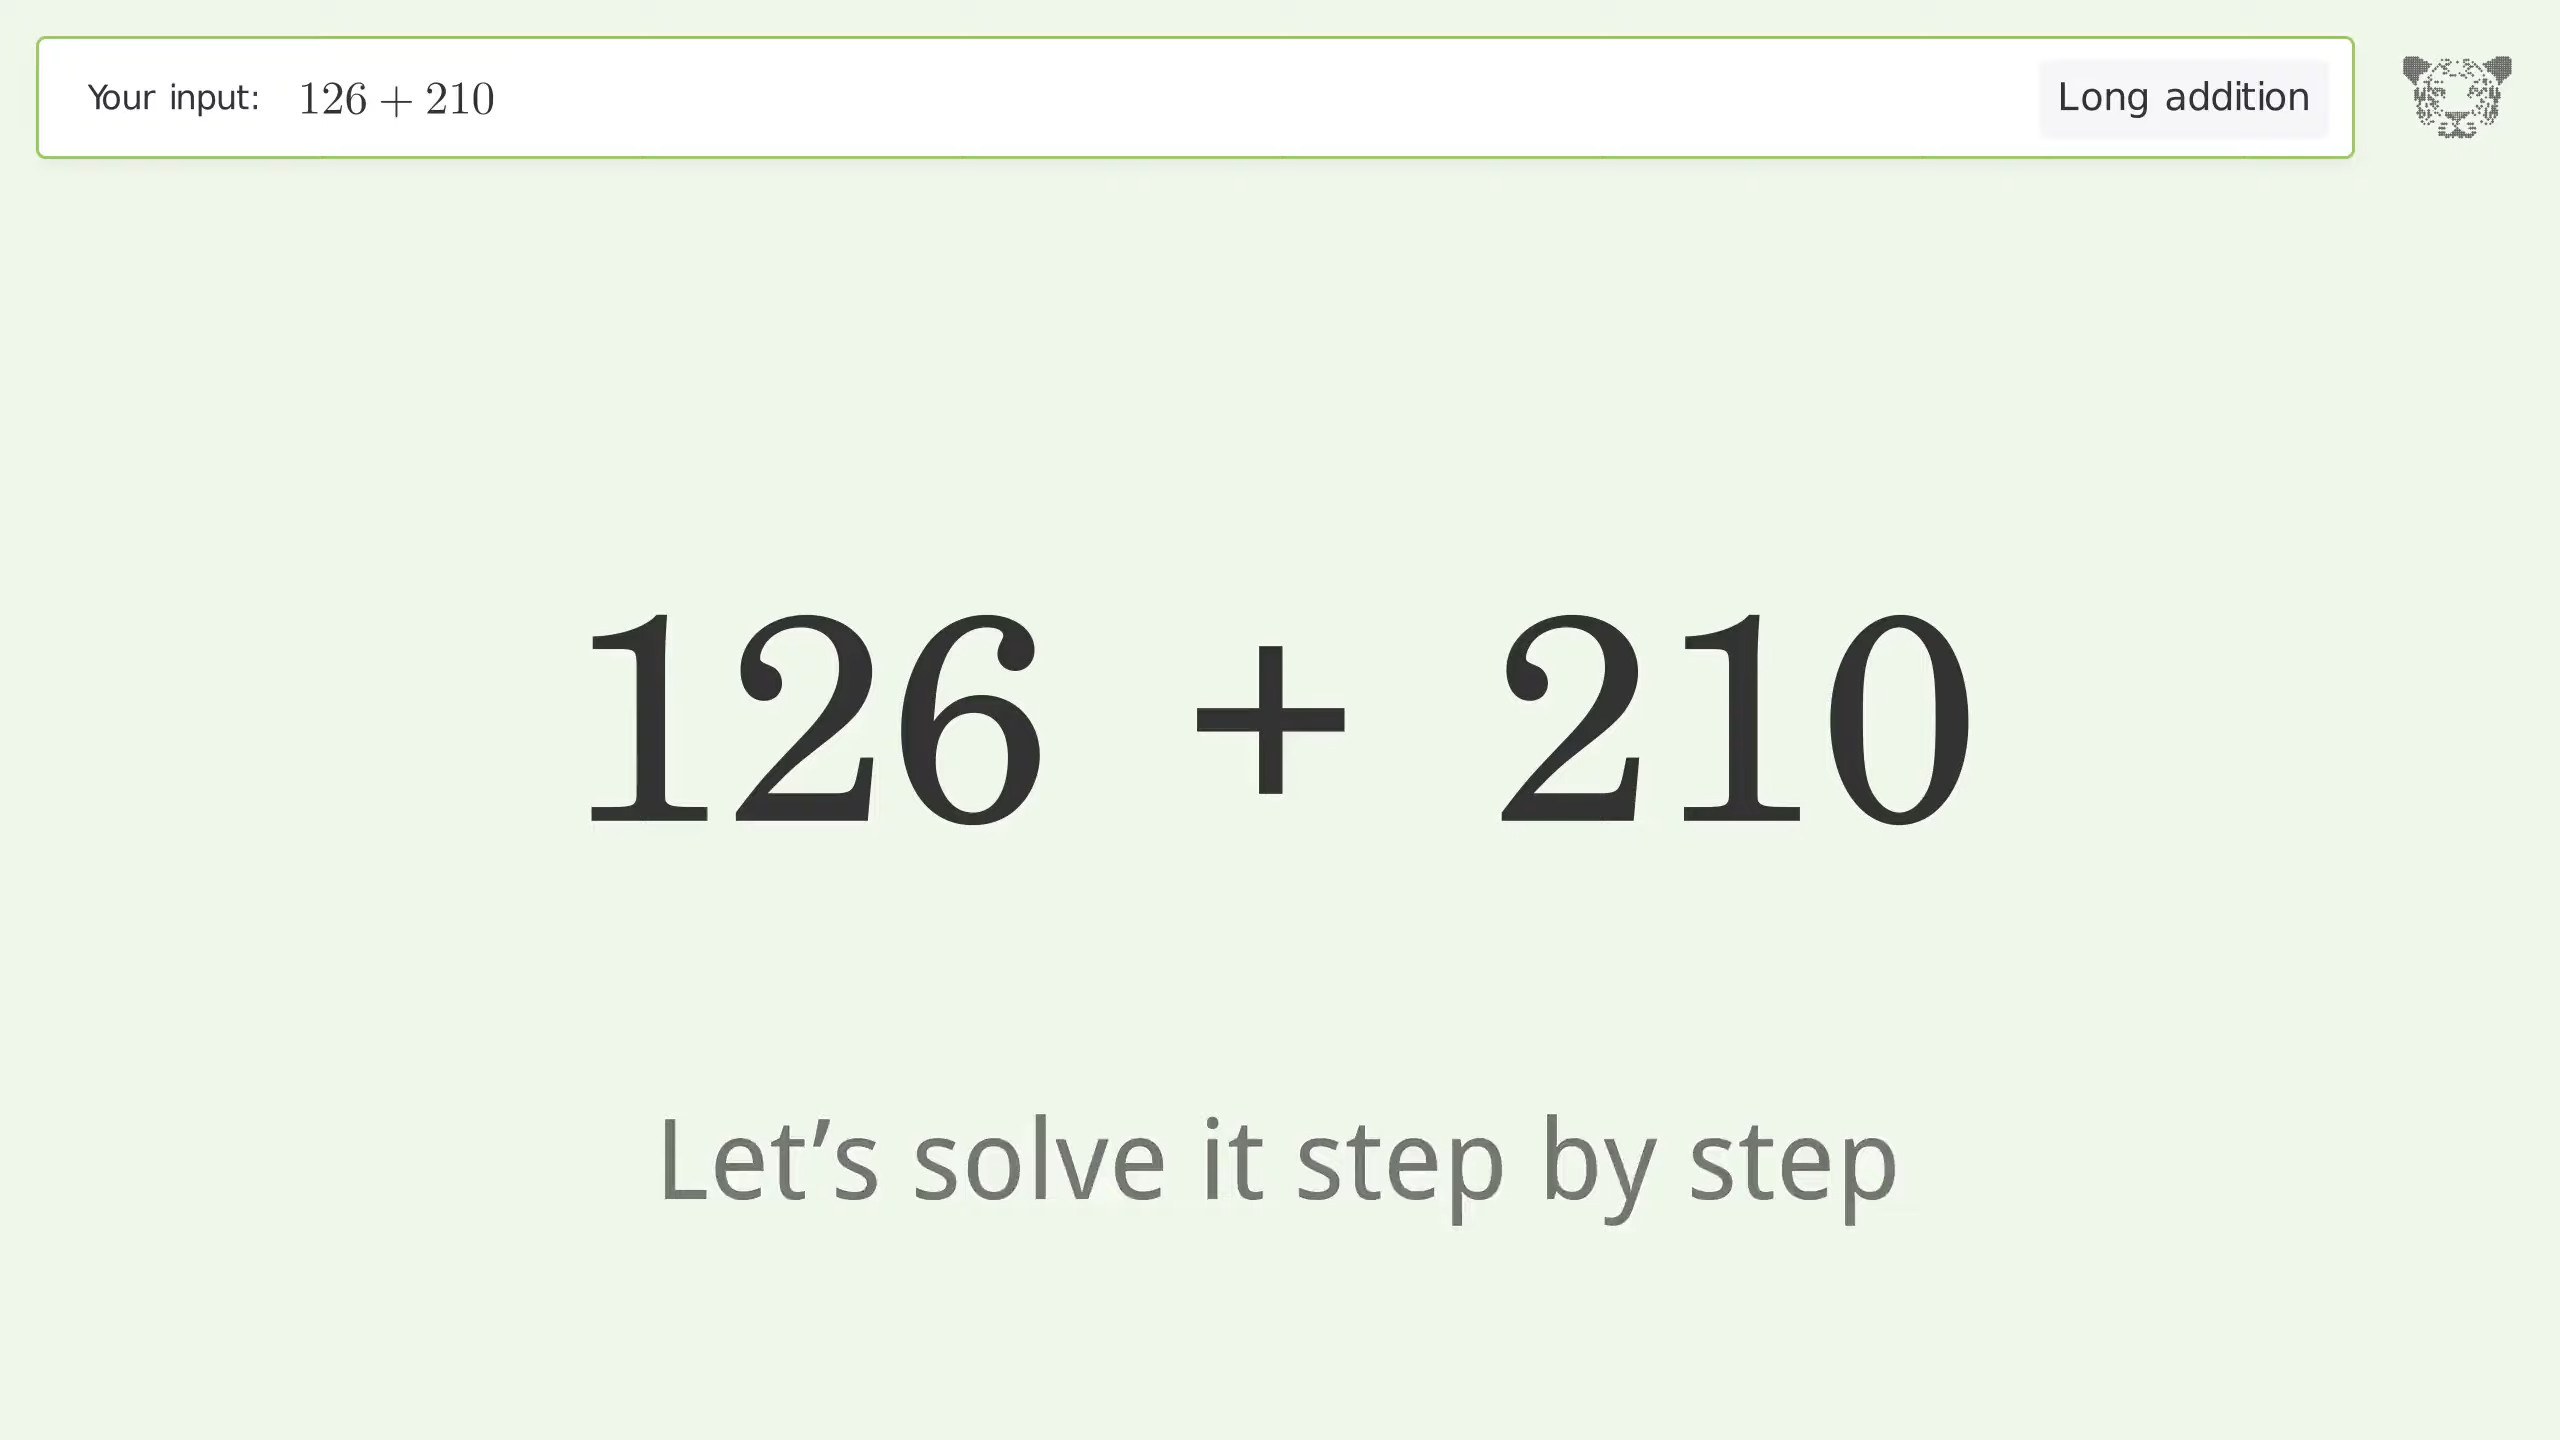 Your input: 126 + 210 Long addition
126 + 210
Let’s solve it step by step